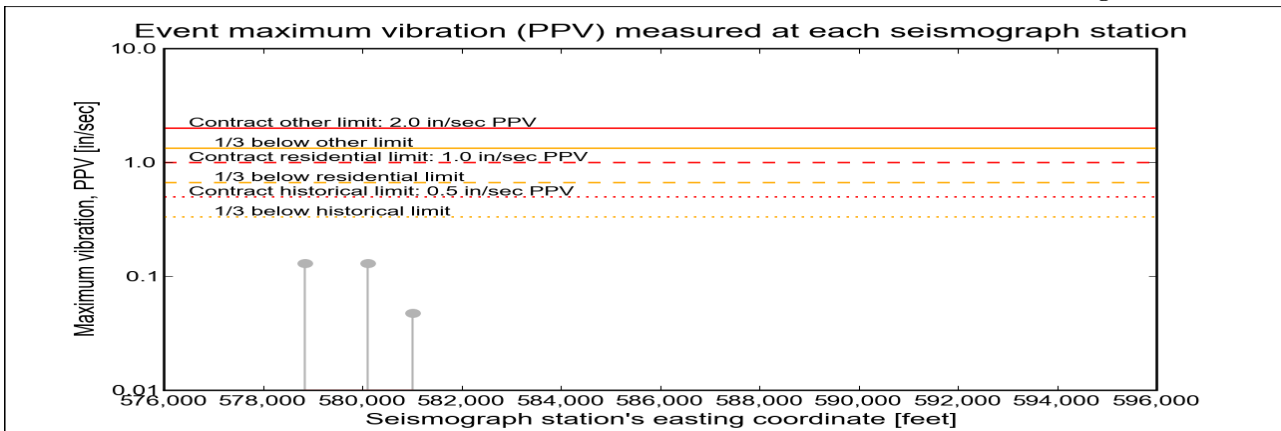 Event maximum vibration (PPV) measured at each seismograph station
10.0
Contract other limit: 2.0 in/sec PPV
1/3 below other limit
1.0
Contract residential limit: 1.0 in/sec PPV
1/3 below residential limit
Contract historical limit; 0.5 in/sec PPV
1/3 below historical limit
0.1
0.01
Maximum vibration, PPV [in/sec]
576,000 578,000 580,000 582,000 584,000 586,000 588,000 590,000 592,000 594,000 596,000
Seismograph station's easting coordinate [feet]